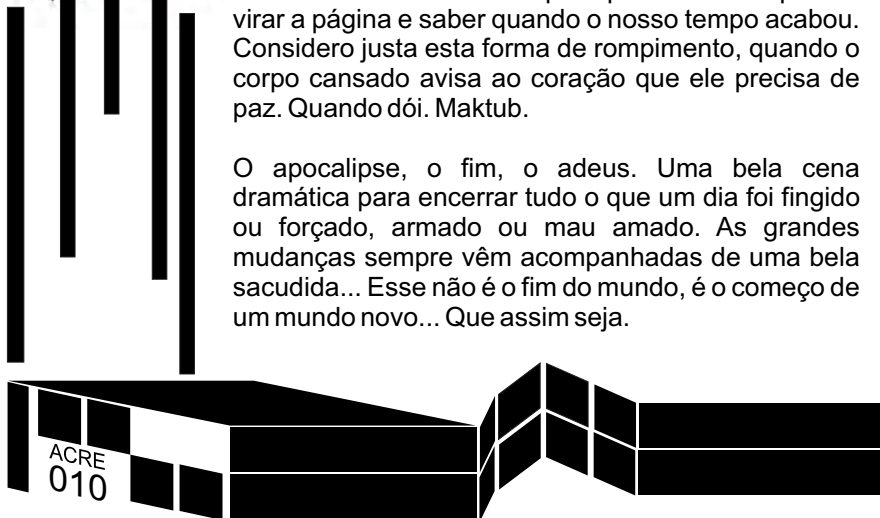 virar a página e saber quando o nosso tempo acabou.
Considero justa esta forma de rompimento, quando o
corpo cansado avisa ao coração que ele precisa de
paz. Quando dói. Maktub.
O apocalipse, o fim, o adeus. Uma bela cena
dramática para encerrar tudo o que um dia foi fingido
ou forçado, armado ou mau amado. As grandes
mudanças sempre vêm acompanhadas de uma bela
sacudida... Esse não é o fim do mundo, é o começo de
um mundo novo... Que assim seja.
ACRE
010